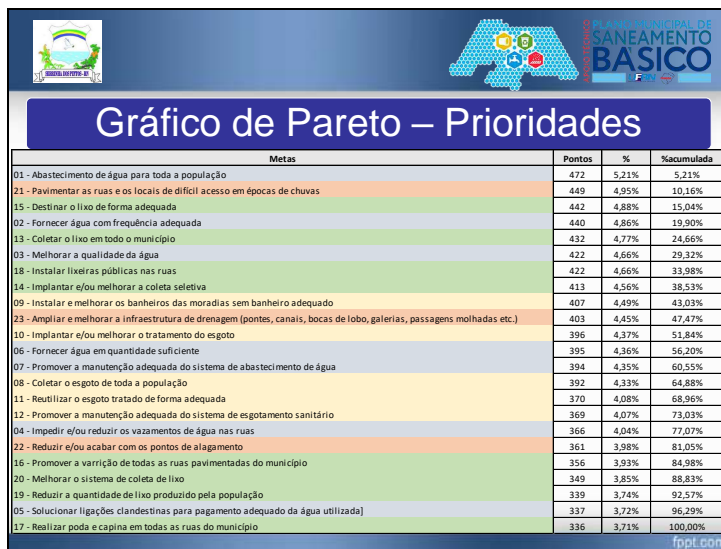 SERRINHA DOS PINTOS - RN
APOIO TÉCNICO
PLANO MUNICIPAL DE
SANEAMENTO
BÁSICO
UFRN
Gráfico de Pareto – Prioridades
Metas Pontos % %acumulada
01 - Abastecimento de água para toda a população 472 5,21% 5,21%
21 - Pavimentar as ruas e os locais de difícil acesso em épocas de chuvas 449 4,95% 10,16%
15 - Destinar o lixo de forma adequada 442 4,88% 15,04%
02 - Fornecer água com frequência adequada 440 4,86% 19,90%
13 - Coletar o lixo em todo o município 432 4,77% 24,66%
03 - Melhorar a qualidade da água 422 4,66% 29,32%
18 - Instalar lixeiras públicas nas ruas 422 4,66% 33,98%
14 - Implantar e/ou melhorar a coleta seletiva 413 4,56% 38,53%
09 - Instalar e melhorar os banheiros das moradias sem banheiro adequado 407 4,49% 43,03%
23 - Ampliar e melhorar a infraestrutura de drenagem (pontes, canais, bocas de lobo, galerias, passagens molhadas etc.) 403 4,45% 47,47%
10 - Implantar e/ou melhorar o tratamento do esgoto 396 4,37% 51,84%
06 - Fornecer água em quantidade suficiente 395 4,36% 56,20%
07 - Promover a manutenção adequada do sistema de abastecimento de água 394 4,35% 60,55%
08 - Coletar o esgoto de toda a população 392 4,33% 64,88%
11 - Reutilizar o esgoto tratado de forma adequada 370 4,08% 68,96%
12 - Promover a manutenção adequada do sistema de esgotamento sanitário 369 4,07% 73,03%
04 - Impedir e/ou reduzir os vazamentos de água nas ruas 366 4,04% 77,07%
22 - Reduzir e/ou acabar com os pontos de alagamento 361 3,98% 81,05%
16 - Promover a varrição de todas as ruas pavimentadas do município 356 3,93% 84,98%
20 - Melhorar o sistema de coleta de lixo 349 3,85% 88,83%
19 - Reduzir a quantidade de lixo produzido pela população 339 3,74% 92,57%
05 - Solucionar ligações clandestinas para pagamento adequado da água utilizada] 337 3,72% 96,29%
17 - Realizar poda e capina em todas as ruas do município 336 3,71% 100,00%
fppt.com